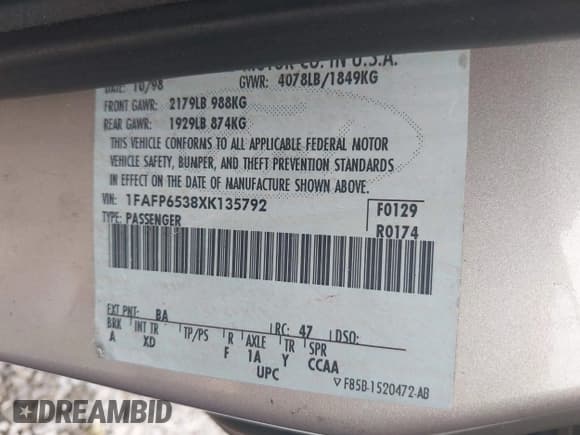 MOTOR CO. IN U.S.A.
DATE: 10/98 GVWR: 4078LB/1849KG
FRONT GAWR: 2179LB 988KG
REAR GAWR: 1929LB 874KG
THIS VEHICLE CONFORMS TO ALL APPLICABLE FEDERAL MOTOR
VEHICLE SAFETY, BUMPER, AND THEFT PREVENTION STANDARDS
IN EFFECT ON THE DATE OF MANUFACTURE SHOWN ABOVE.
VIN: 1FAFP6538XK135792 F0129
TYPE: PASSENGER R0174
EXT PNT: BA RC: 47 DSO:
BRK INT TR TP/PS R AXLE TR SPR
A XD F 1A Y CCAA
UPC
▽ F85B-1520472-AB
DREAMBID